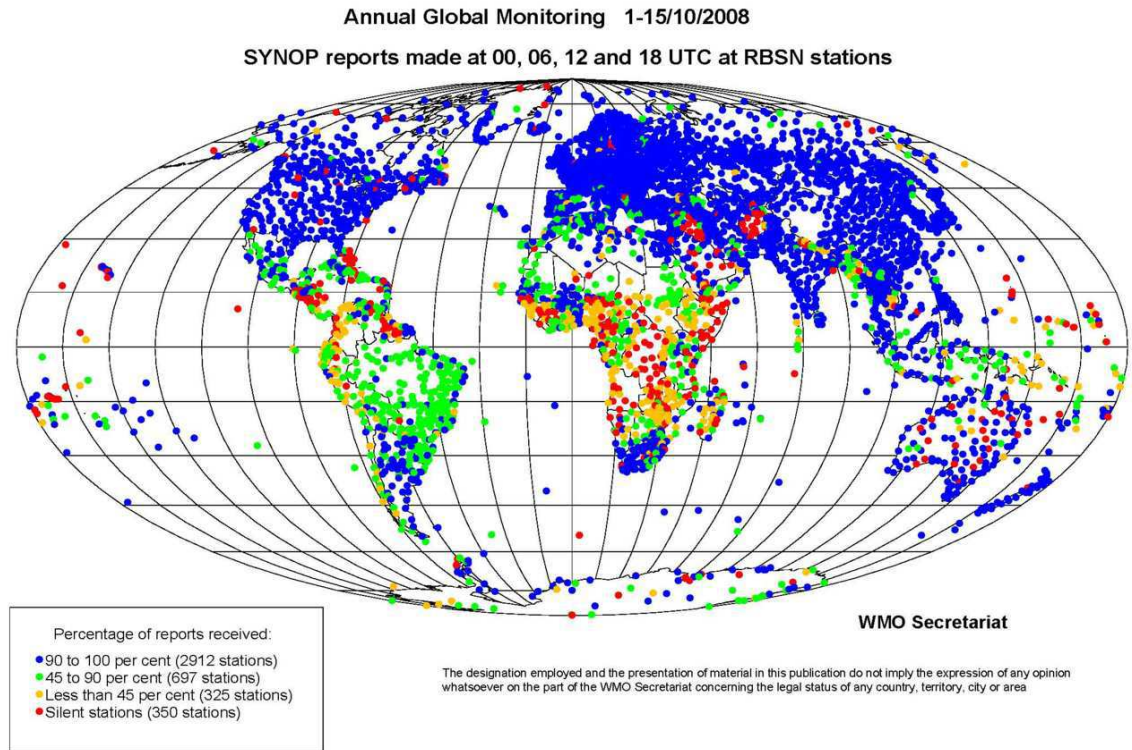 Annual Global Monitoring 1-15/10/2008
SYNOP reports made at 00, 06, 12 and 18 UTC at RBSN stations
WMO Secretariat
Percentage of reports received:
90 to 100 per cent (2912 stations)
45 to 90 per cent (697 stations)
Less than 45 per cent (325 stations)
Silent stations (350 stations)
The designation employed and the presentation of material in this publication do not imply the expression of any opinion
whatsoever on the part of the WMO Secretariat concerning the legal status of any country, territory, city or area